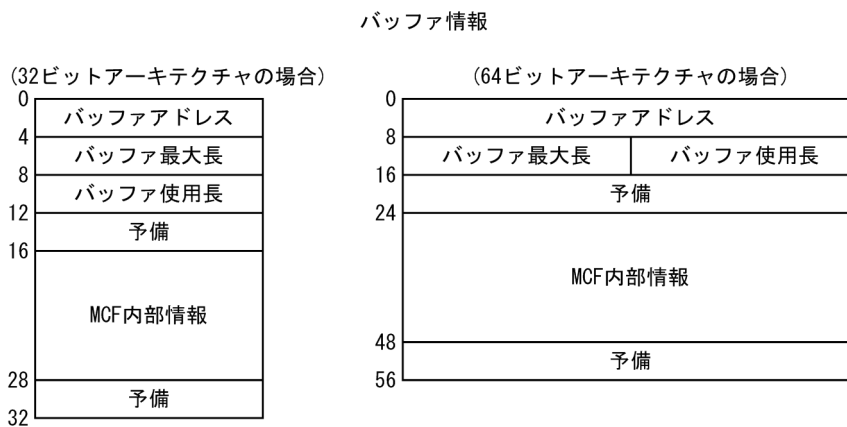 バッファ情報
(32ビットアーキテクチャの場合)
0
バッファアドレス
4
バッファ最大長
8
バッファ使用長
12
予備
16
MCF内部情報
28
予備
32
(64ビットアーキテクチャの場合)
0
バッファアドレス
8
バッファ最大長 バッファ使用長
16
予備
24
MCF内部情報
48
予備
56